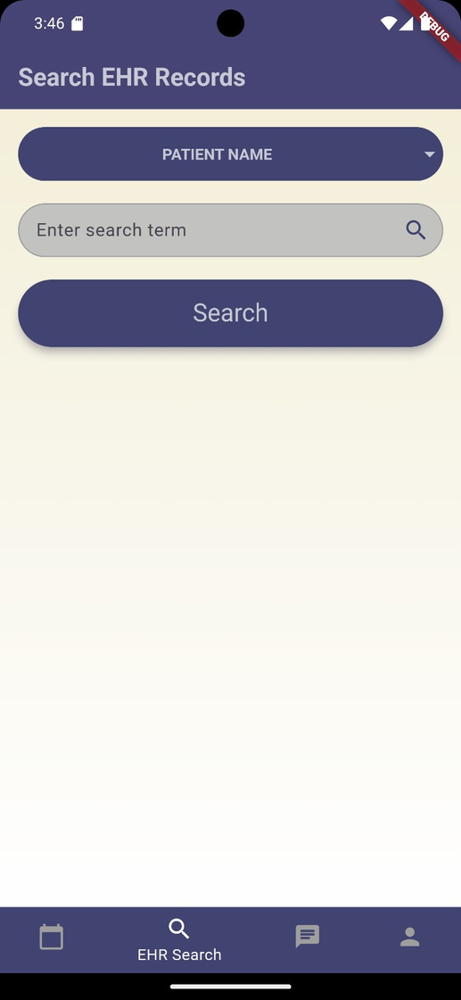 3:46
DEBUG
Search EHR Records
PATIENT NAME
Enter search term
Search
EHR Search